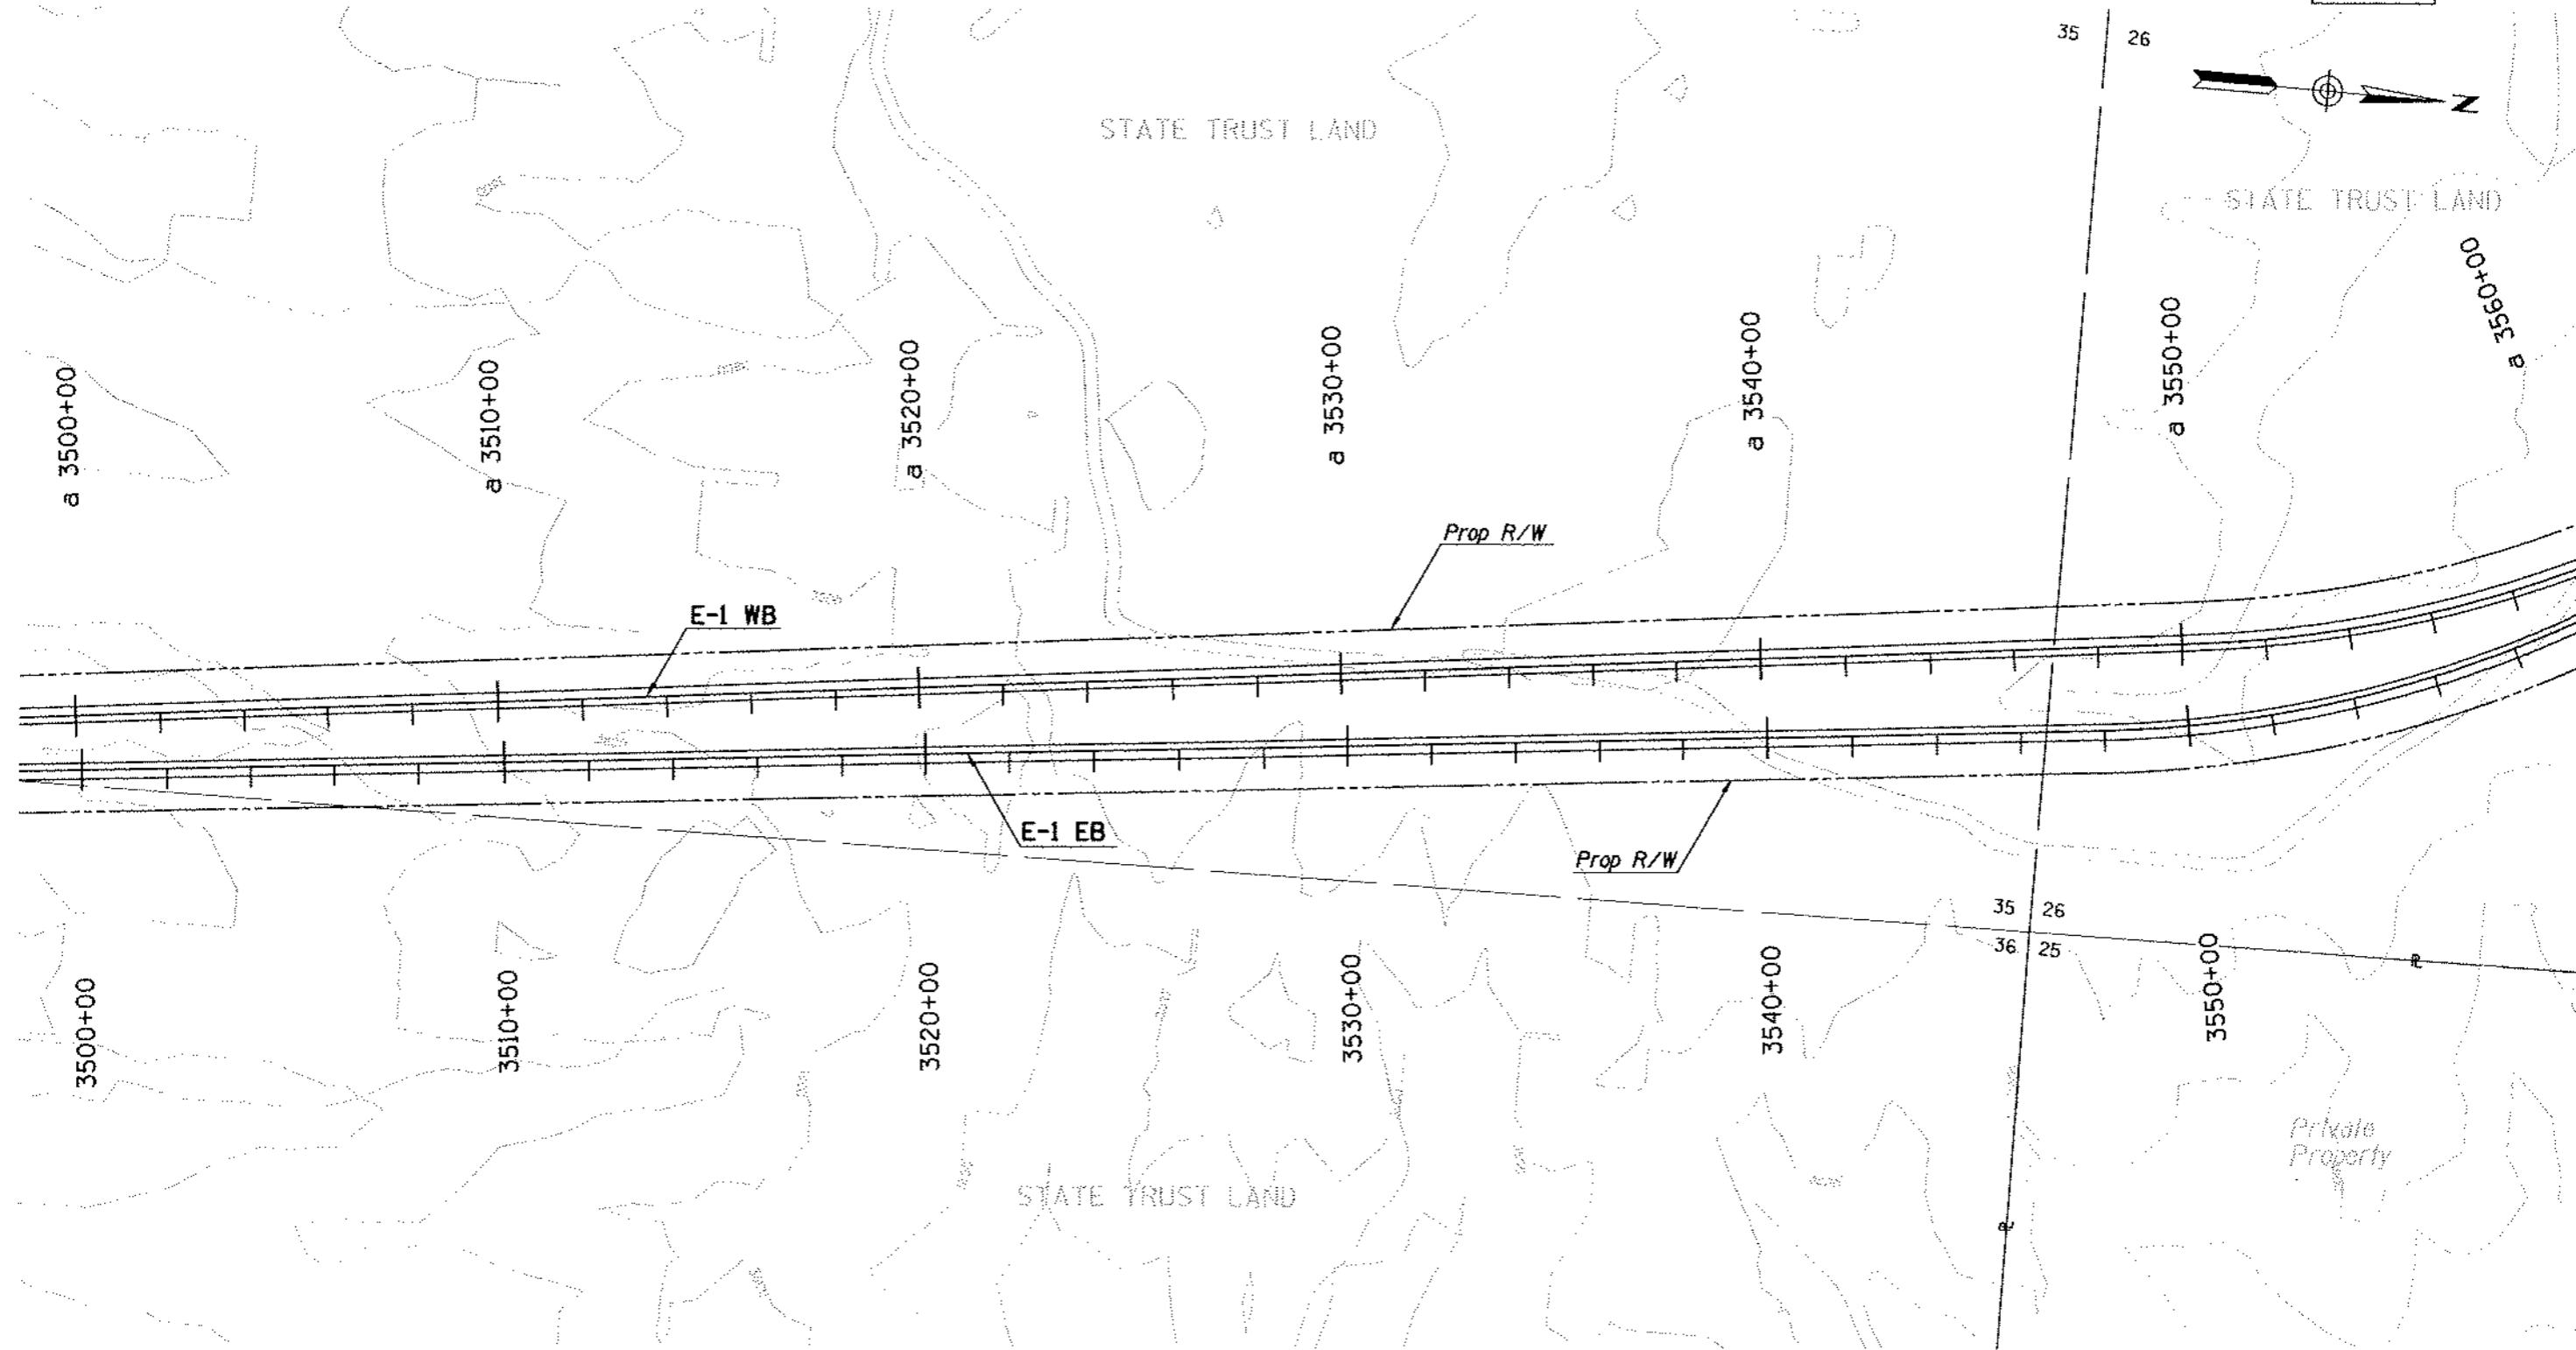 35 26
N
STATE TRUST LAND
STATE TRUST LAND
a 3500+00
a 3510+00
a 3520+00
a 3530+00
a 3540+00
a 3550+00
a 3560+00
Prop R/W
E-1 WB
E-1 EB
Prop R/W
35 26
36 25
3500+00
3510+00
3520+00
3530+00
3540+00
3550+00
STATE TRUST LAND
Private
Property